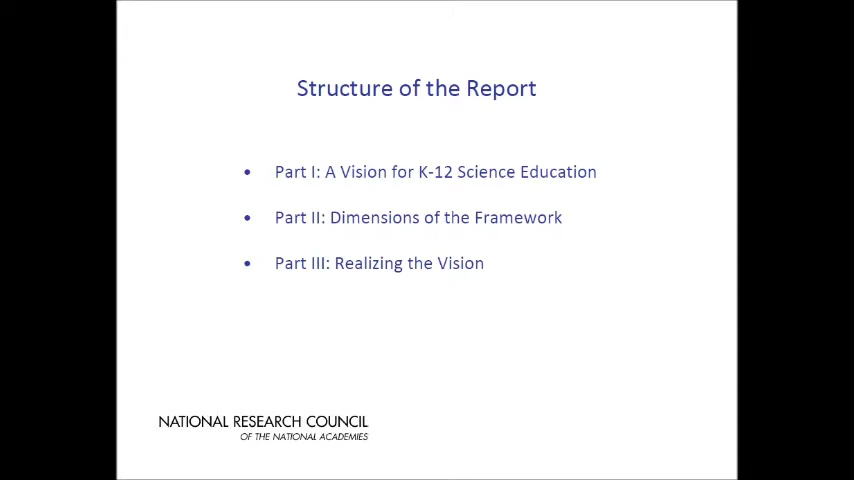 Structure of the Report
• Part I: A Vision for K-12 Science Education
• Part II: Dimensions of the Framework
• Part III: Realizing the Vision
NATIONAL RESEARCH COUNCIL
OF THE NATIONAL ACADEMIES